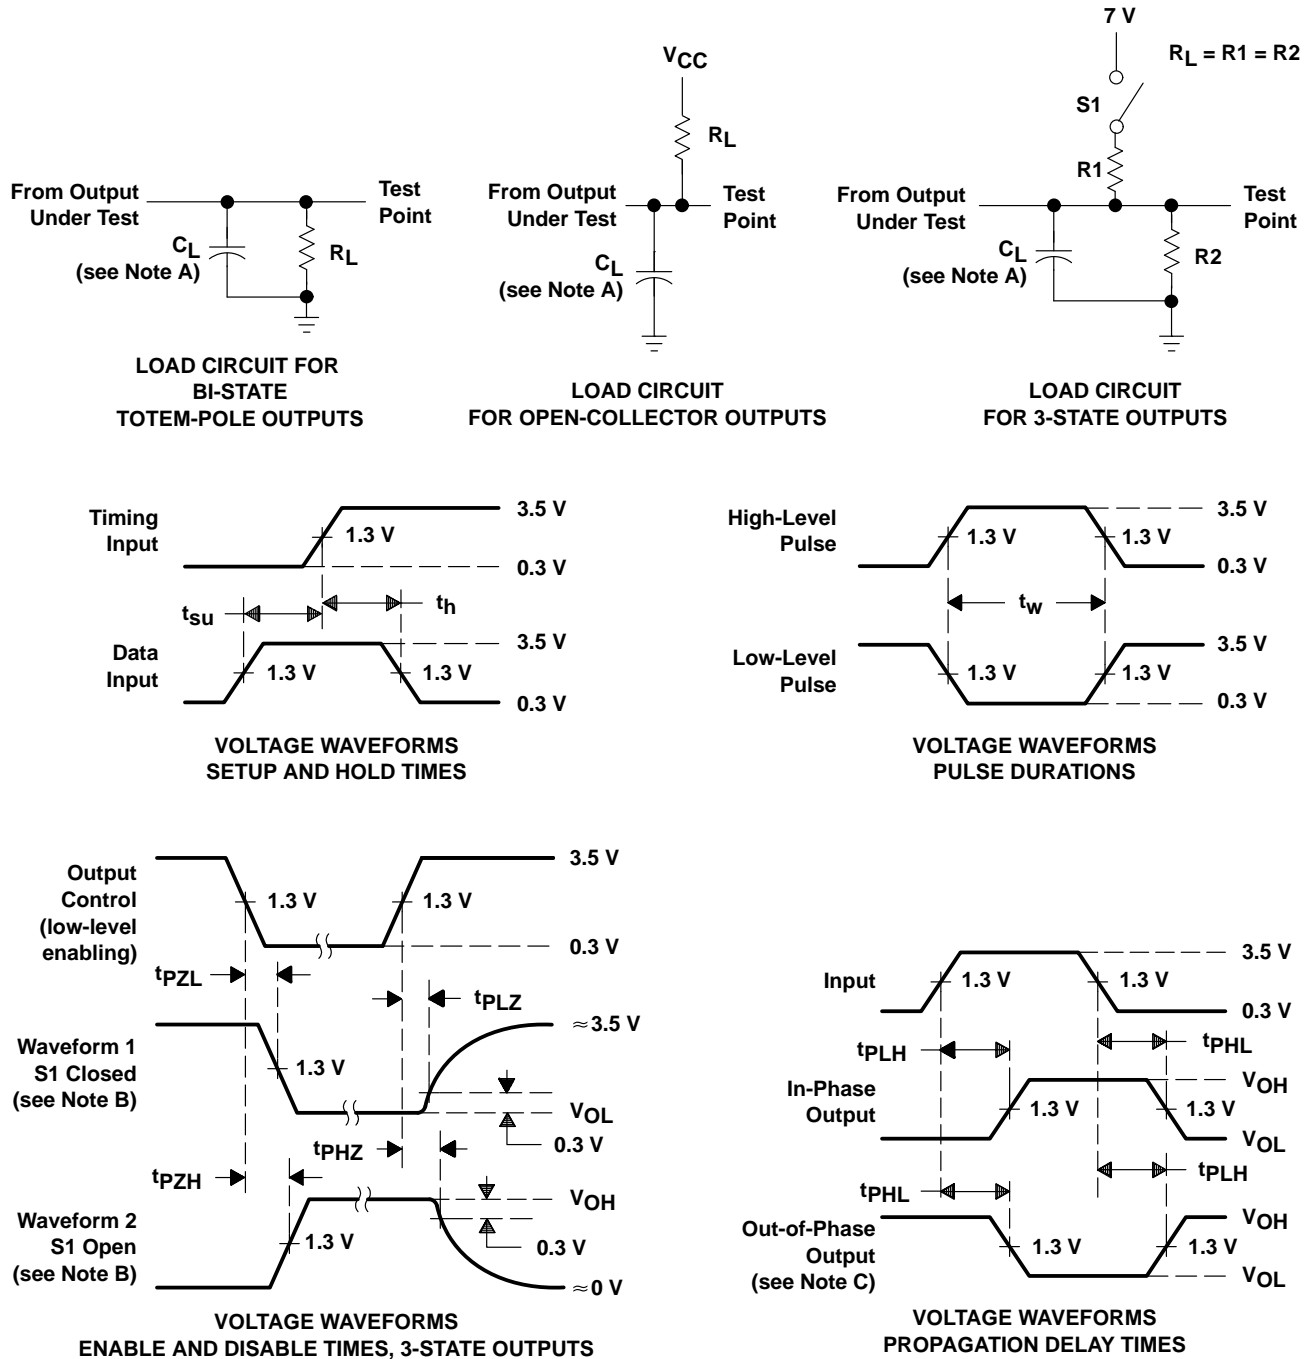 VCC
RL
From Output
Under Test
Test
Point
CL
(see Note A)
RL
LOAD CIRCUIT FOR
BI-STATE
TOTEM-POLE OUTPUTS
From Output
Under Test
Test
Point
CL
(see Note A)
LOAD CIRCUIT
FOR OPEN-COLLECTOR OUTPUTS
7 V
RL = R1 = R2
S1
R1
From Output
Under Test
Test
Point
CL
(see Note A)
R2
LOAD CIRCUIT
FOR 3-STATE OUTPUTS
Timing
Input
1.3 V
3.5 V
0.3 V
tsu
th
Data
Input
1.3 V
1.3 V
3.5 V
0.3 V
VOLTAGE WAVEFORMS
SETUP AND HOLD TIMES
High-Level
Pulse
1.3 V
1.3 V
3.5 V
0.3 V
tw
Low-Level
Pulse
1.3 V
1.3 V
3.5 V
0.3 V
VOLTAGE WAVEFORMS
PULSE DURATIONS
Output
Control
(low-level
enabling)
1.3 V
1.3 V
3.5 V
0.3 V
tPZL
tPLZ
Waveform 1
S1 Closed
(see Note B)
1.3 V
≈3.5 V
VOL
0.3 V
tPHZ
tPZH
Waveform 2
S1 Open
(see Note B)
1.3 V
VOH
0.3 V
≈0 V
VOLTAGE WAVEFORMS
ENABLE AND DISABLE TIMES, 3-STATE OUTPUTS
Input
1.3 V
1.3 V
3.5 V
0.3 V
tPLH
tPHL
In-Phase
Output
1.3 V
1.3 V
VOH
VOL
tPHL
tPLH
Out-of-Phase
Output
(see Note C)
1.3 V
1.3 V
VOH
VOL
VOLTAGE WAVEFORMS
PROPAGATION DELAY TIMES